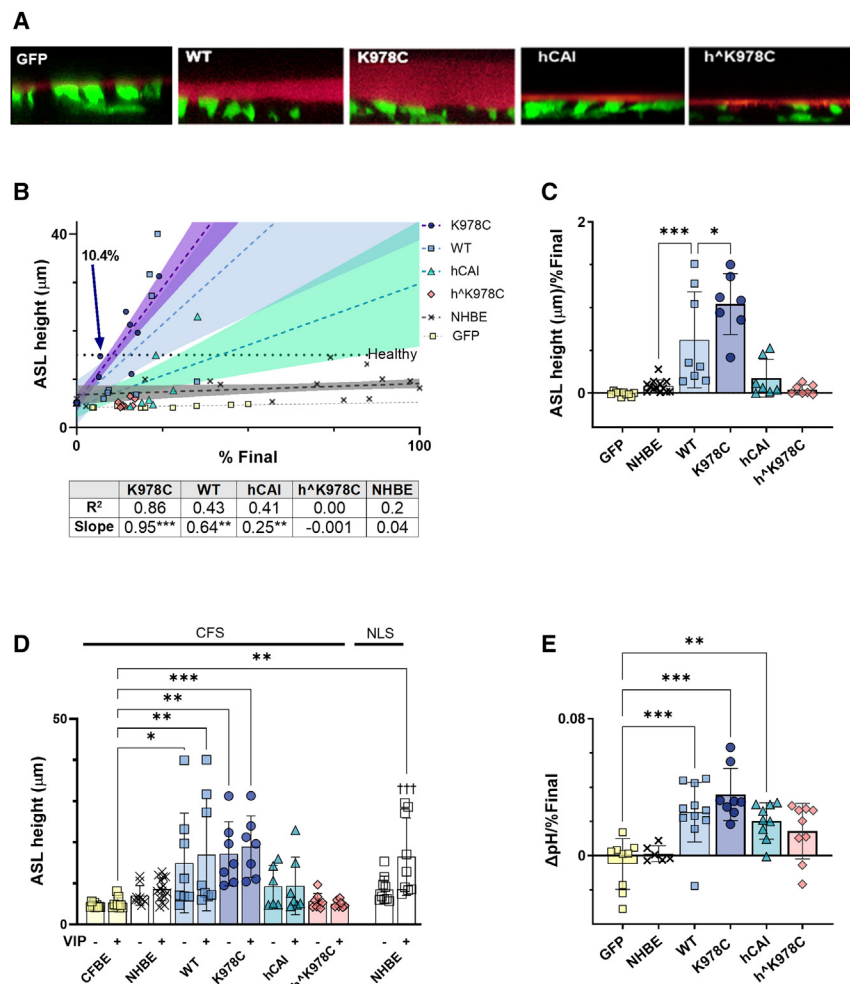 A
GFP
WT
K978C
hCAI
h^K978C
B
40
ASL height (μm)
10.4%
Healthy
0
0
100
% Final
K978C
WT
hCAI
h^K978C
NHBE
GFP
K978C WT hCAI h^K978C NHBE
R² 0.86 0.43 0.41 0.00 0.2
Slope 0.95*** 0.64** 0.25** -0.001 0.04
C
ASL height (μm)/%Final
2
1
0
*** *
GFP NHBE WT K978C hCAI h^K978C
D
CFS NLS
**
***
**
**
*
†††
50
ASL height (μm)
0
VIP - + - + - + - + - + - + - +
CFBE NHBE WT K978C hCAI h^K978C NHBE
E
**
***
***
0.08
ΔpH/%Final
0
GFP NHBE WT K978C hCAI h^K978C